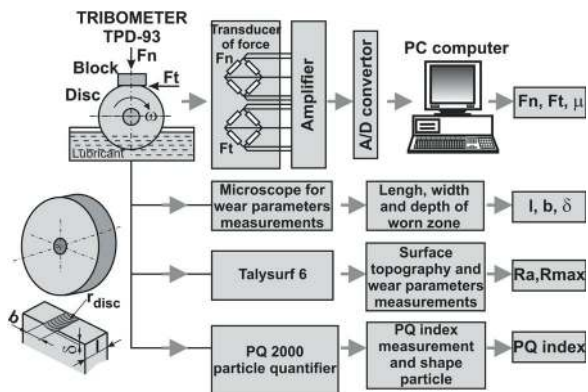 TRIBOMETER
TPD-93
Fn
Block
Ft
Disc
ω
Lubricant
Transducer
of force
Fn
Ft
Amplifier
A/D convertor
PC computer
Fn, Ft, μ
Microscope for
wear parameters
measurements
Lengh, width
and depth of
worn zone
l, b, δ
Talysurf 6
Surface
topography and
wear parameters
measurements
Ra,Rmax
PQ 2000
particle quantifier
PQ index
measurement
and shape
particle
PQ index
r disc
b
δ
l